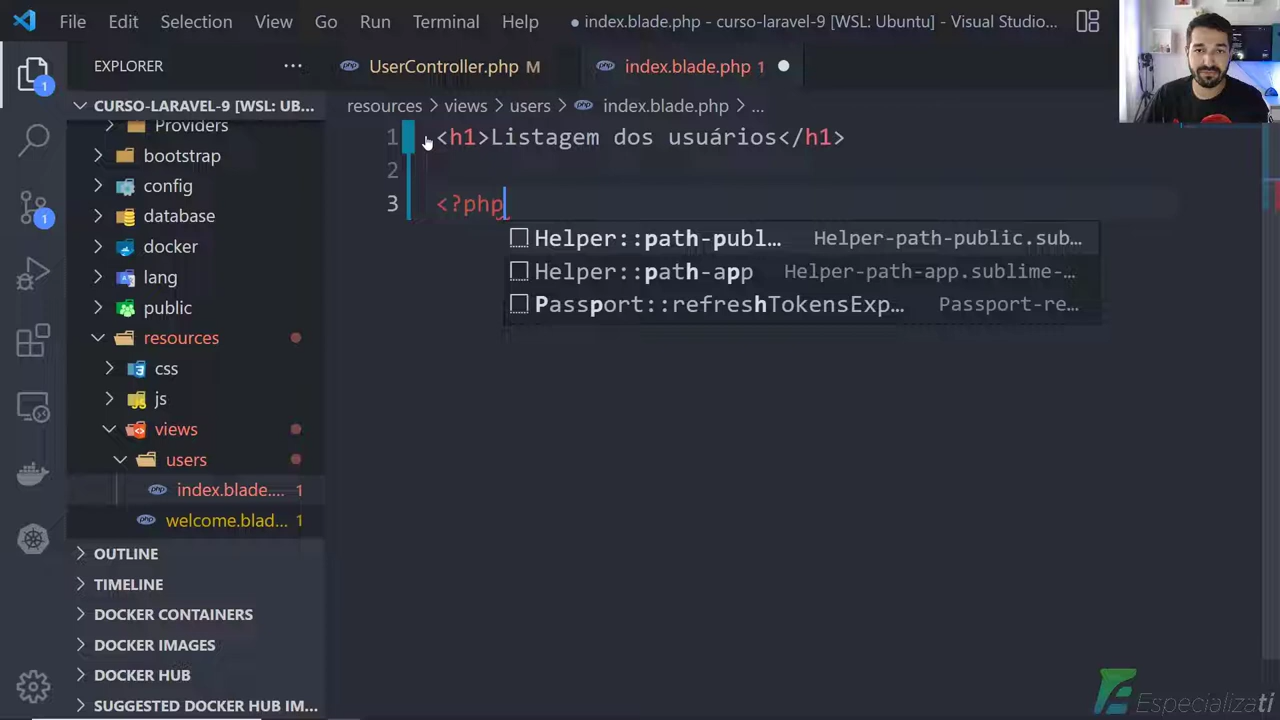 File Edit Selection View Go Run Terminal Help ● index.blade.php - curso-laravel-9 [WSL: Ubuntu] - Visual Studio...
EXPLORER ...
UserController.php M
index.blade.php 1
CURSO-LARAVEL-9 [WSL: UB...
resources > views > users > index.blade.php > ...
Providers
bootstrap
config
database
docker
lang
public
resources
css
js
views
users
index.blade.... 1
welcome.blad... 1
OUTLINE
TIMELINE
DOCKER CONTAINERS
DOCKER IMAGES
DOCKER HUB
SUGGESTED DOCKER HUB IM...
1
1
1 <h1>Listagem dos usuários</h1>
2
3 <?php
Helper::path-publ... Helper-path-public.sub...
Helper::path-app Helper-path-app.sublime-...
Passport::refreshTokensExp... Passport-re...
Especializati